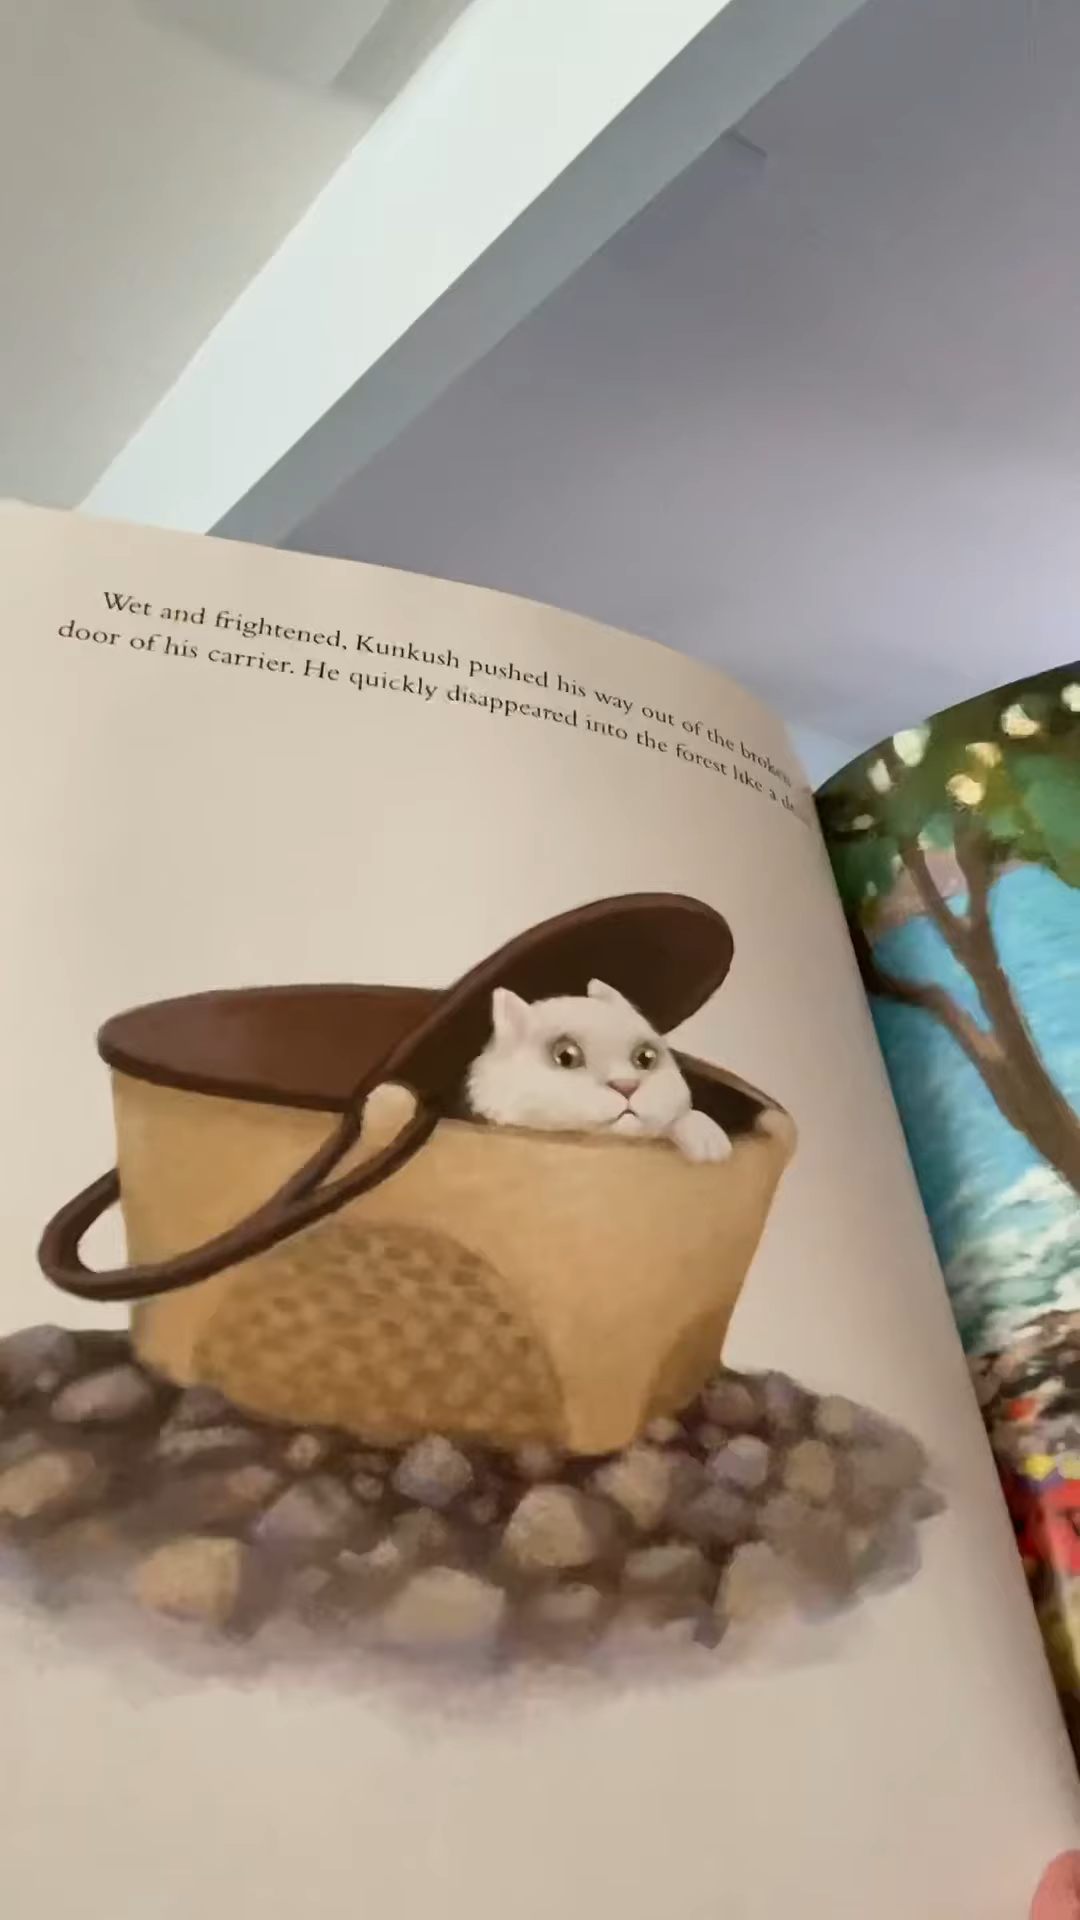 Wet and frightened, Kunkush pushed his way out of the broken
door of his carrier. He quickly disappeared into the forest like a